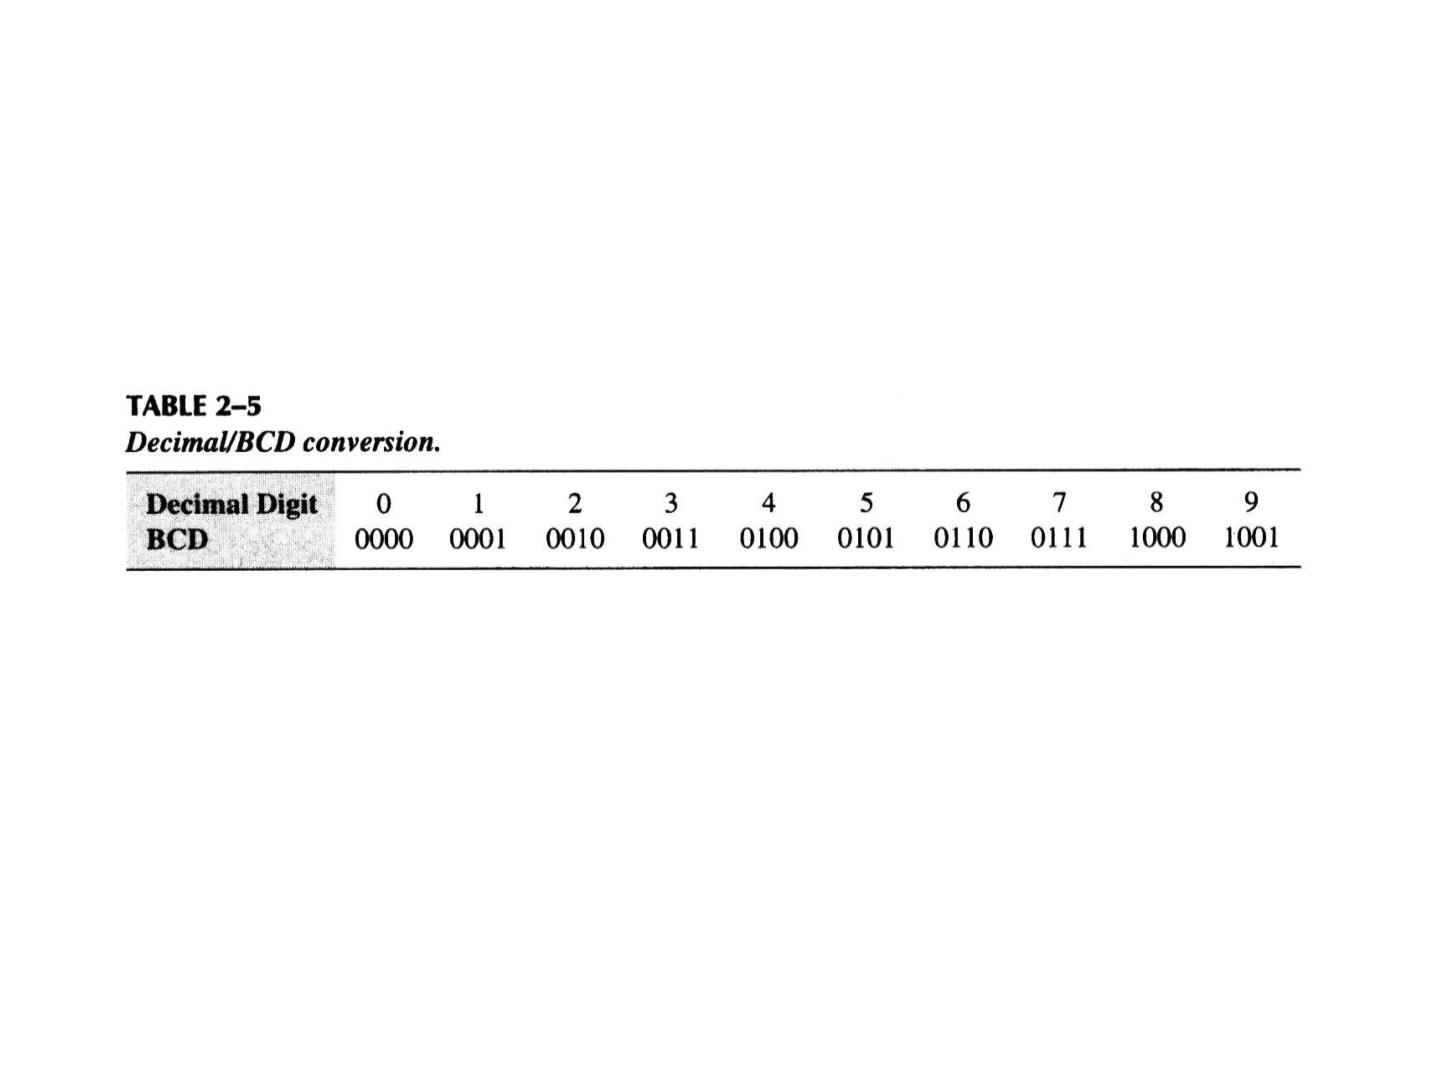 TABLE 2–5
Decimal/BCD conversion.
Decimal Digit 0 1 2 3 4 5 6 7 8 9
BCD 0000 0001 0010 0011 0100 0101 0110 0111 1000 1001